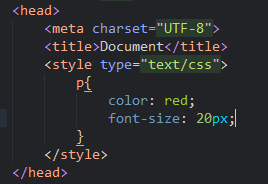 <head>
<meta charset="UTF-8">
<title>Document</title>
<style type="text/css">
p{
color: red;
font-size: 20px;
}
</style>
</head>